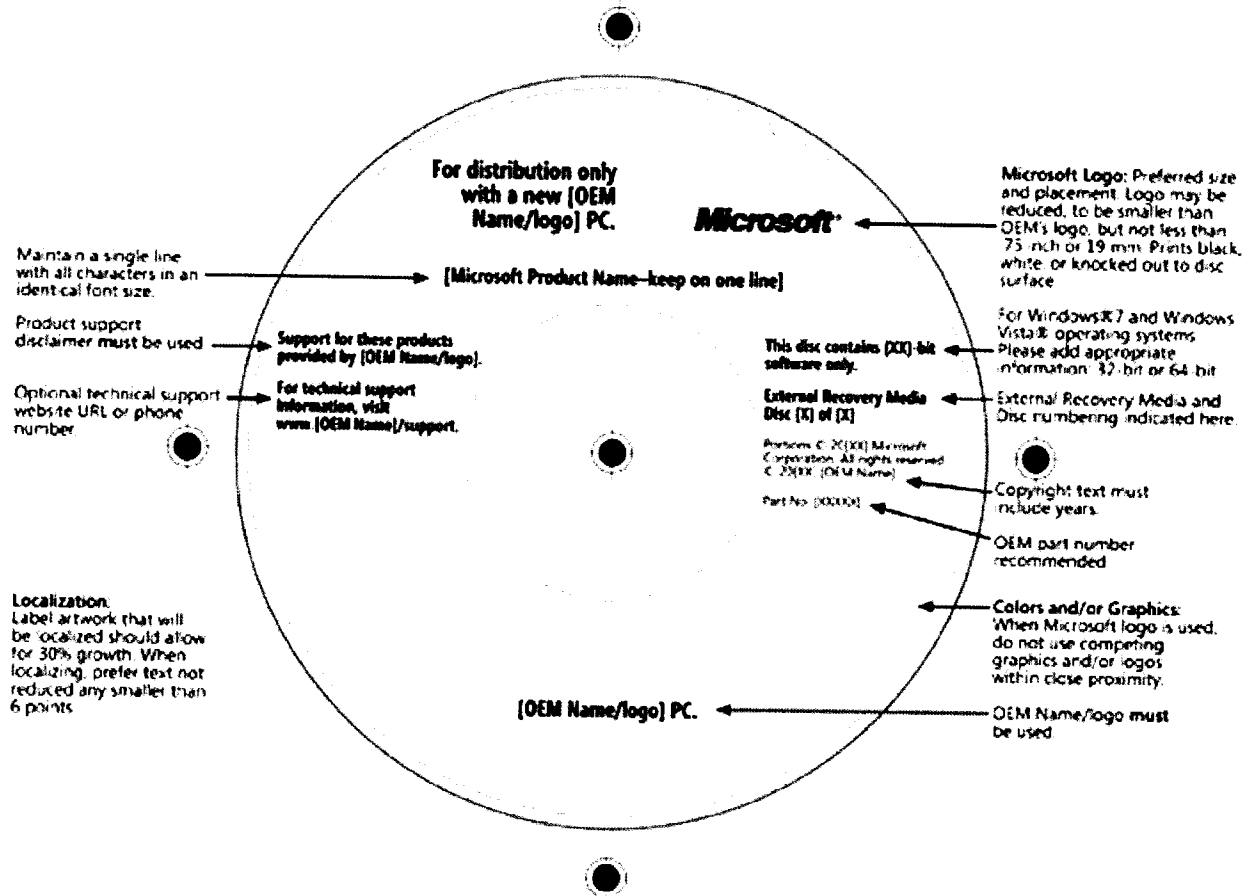 For distribution only
with a new [OEM
Name/logo] PC.
Microsoft
[Microsoft Product Name–keep on one line]
Support for these products
provided by [OEM Name/logo].
For technical support
information, visit
www.[OEM Name]/support.
This disc contains [XX]-bit
software only.
External Recovery Media
Disc [X] of [X]
Portions © 20[XX] Microsoft
Corporation. All rights reserved
© 20[XX] [OEM Name]
Part No. [XXXXX]
[OEM Name/logo] PC.
Maintain a single line
with all characters in an
identical font size.
Product support
disclaimer must be used
Optional technical support
website URL or phone
number
Localization:
Label artwork that will
be localized should allow
for 30% growth. When
localizing, prefer text not
reduced any smaller than
6 points
Microsoft Logo: Preferred size
and placement. Logo may be
reduced, to be smaller than
OEM's logo, but not less than
.75 inch or 19 mm. Prints black,
white, or knocked out to disc
surface
For Windows®7 and Windows
Vista® operating systems
Please add appropriate
information: 32-bit or 64-bit
External Recovery Media and
Disc numbering indicated here.
Copyright text must
include years.
OEM part number
recommended
Colors and/or Graphics:
When Microsoft logo is used,
do not use competing
graphics and/or logos
within close proximity.
OEM Name/logo must
be used